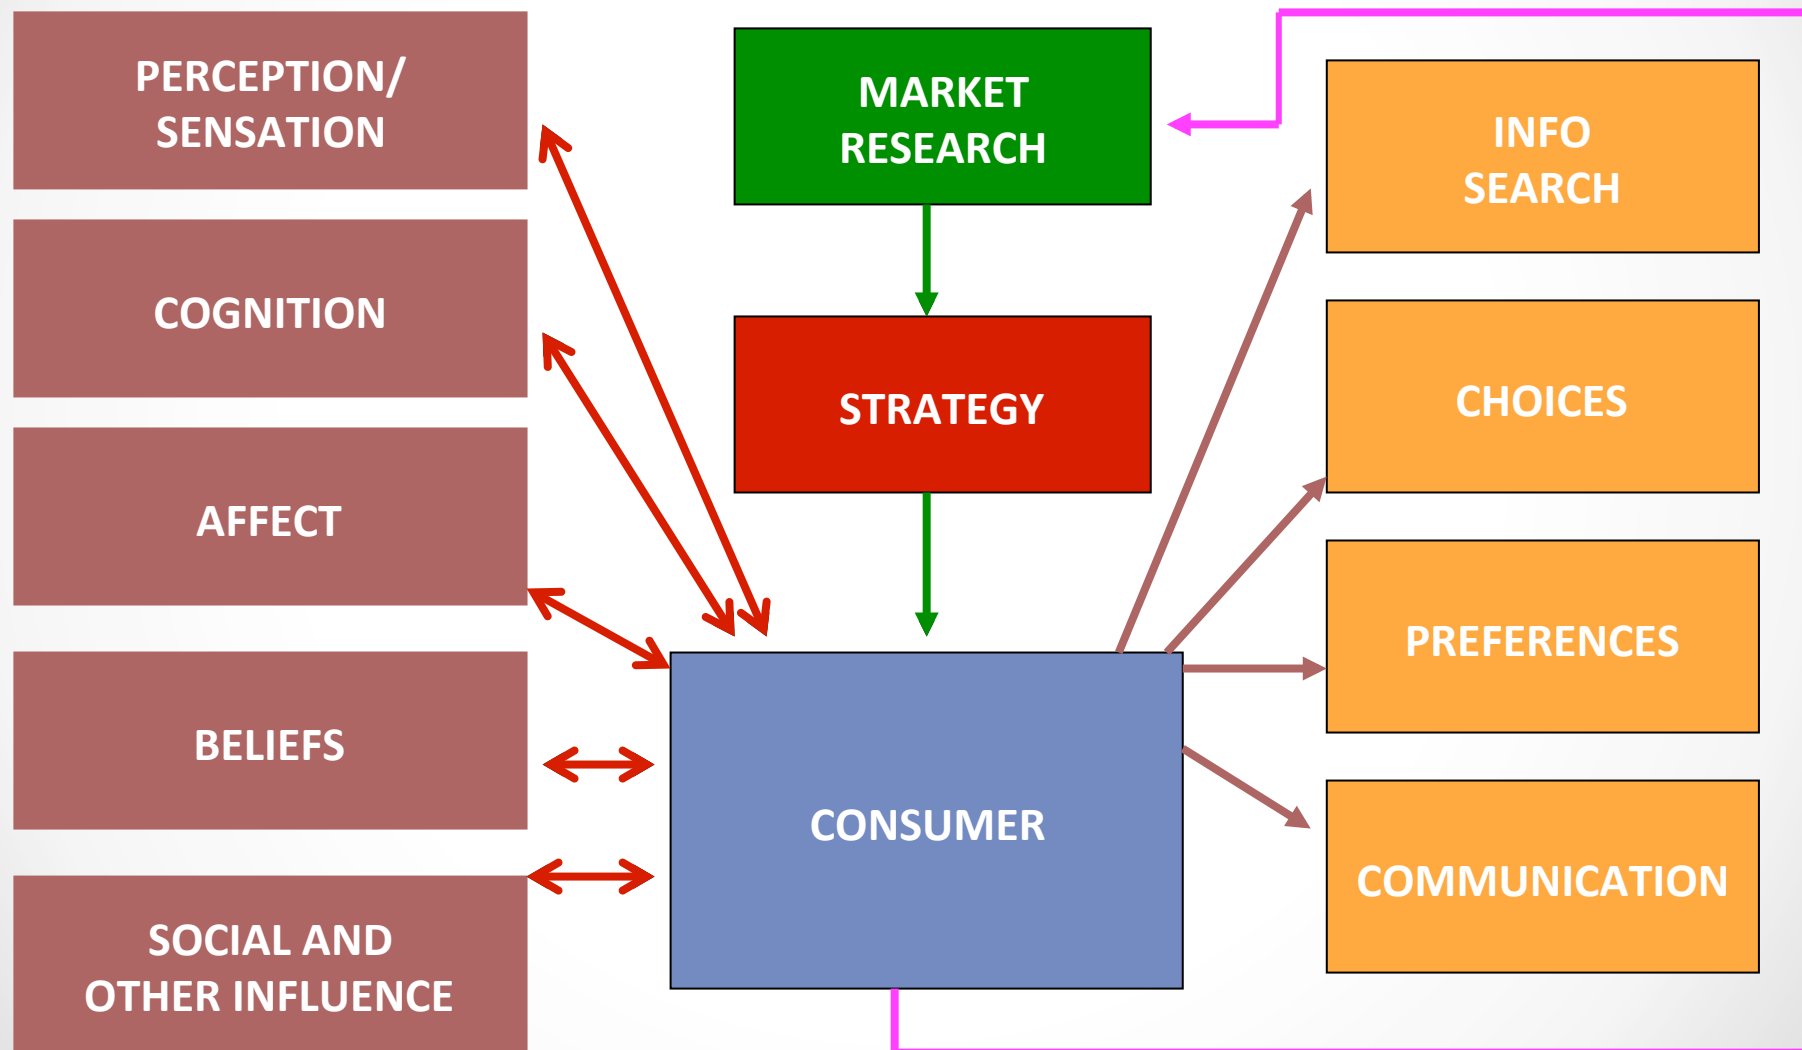 PERCEPTION/
SENSATION
COGNITION
AFFECT
BELIEFS
SOCIAL AND
OTHER INFLUENCE
MARKET
RESEARCH
STRATEGY
CONSUMER
INFO
SEARCH
CHOICES
PREFERENCES
COMMUNICATION